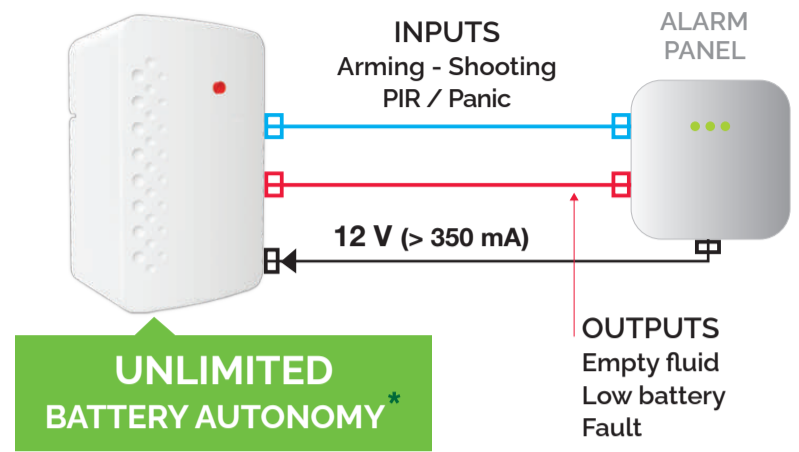 INPUTS
Arming - Shooting
PIR / Panic
ALARM
PANEL
12 V (> 350 mA)
OUTPUTS
Empty fluid
Low battery
Fault
UNLIMITED
BATTERY AUTONOMY*